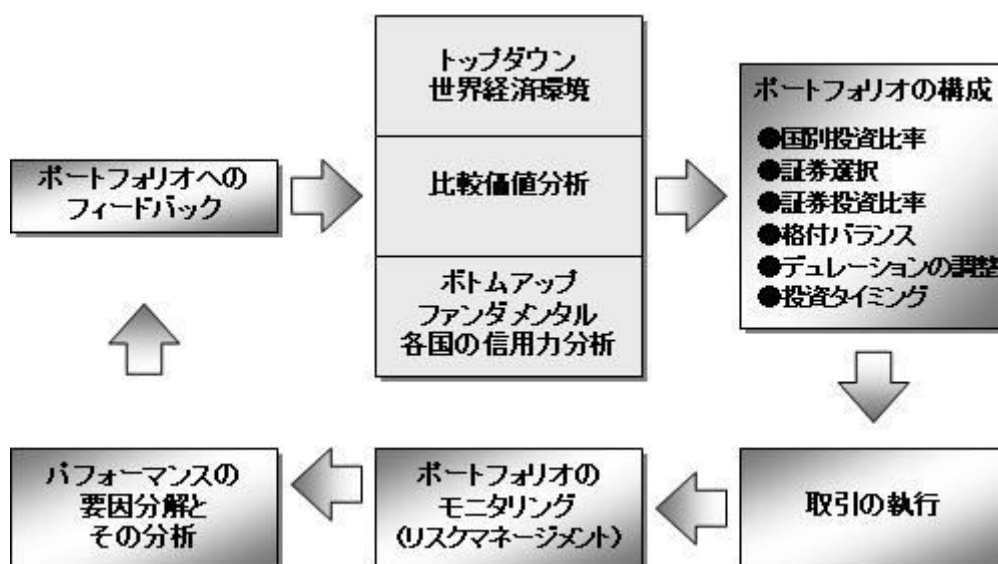 トップダウン
世界経済環境
比較価値分析
ボトムアップ
ファンダメンタル
各国の信用力分析
ポートフォリオの構成
●国別投資比率
●証券選択
●証券投資比率
●格付バランス
●デュレーションの調整
●投資タイミング
取引の執行
ポートフォリオの
モニタリング
(リスクマネージメント)
パフォーマンスの
要因分解と
その分析
ポートフォリオへの
フィードバック